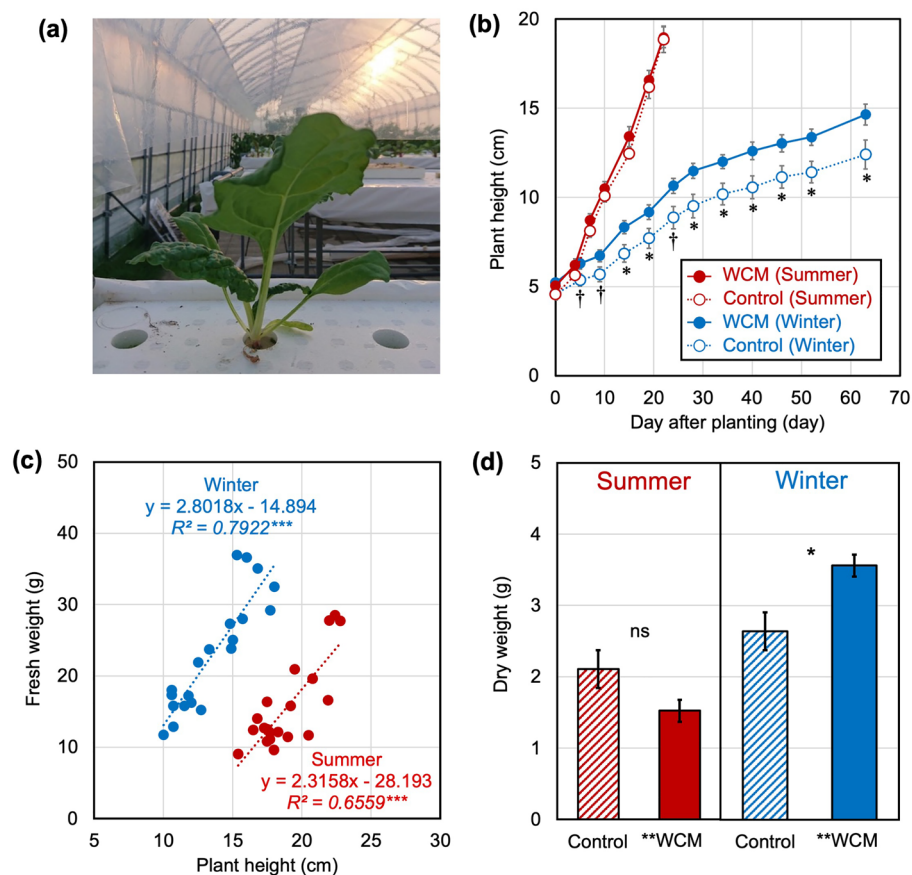 (a)
(b)
20
15
10
5
0
Plant height (cm)
†
†
*
*
†
*
*
*
*
*
*
WCM (Summer)
Control (Summer)
WCM (Winter)
Control (Winter)
0 10 20 30 40 50 60 70
Day after planting (day)
(c)
50
40
30
20
10
0
Fresh weight (g)
Winter
y = 2.8018x - 14.894
R² = 0.7922***
Summer
y = 2.3158x - 28.193
R² = 0.6559***
5 10 15 20 25 30
Plant height (cm)
(d)
5
4
3
2
1
0
Dry weight (g)
Summer
Winter
ns
*
Control **WCM Control **WCM